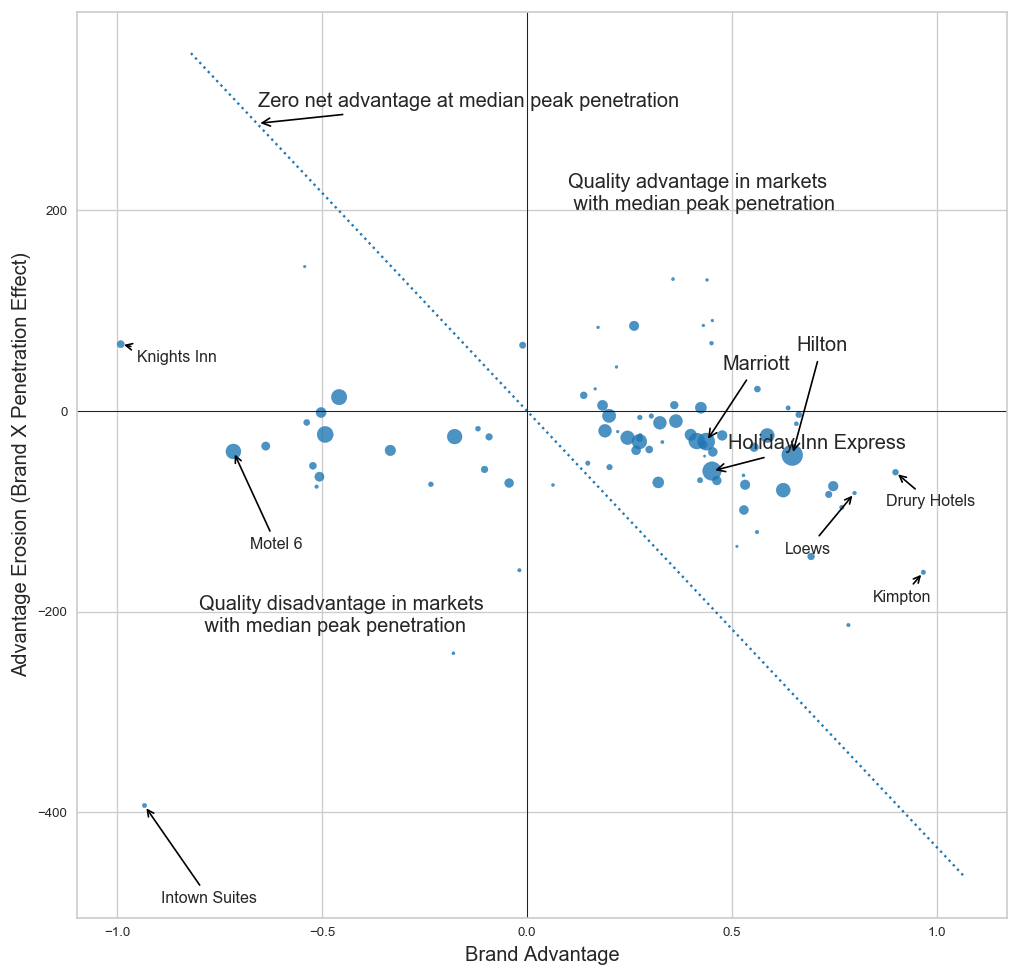 Zero net advantage at median peak penetration
Quality advantage in markets
with median peak penetration
200
Hilton
Marriott
Knights Inn
0
Holiday Inn Express
Drury Hotels
Motel 6
Loews
Kimpton
−200
Quality disadvantage in markets
with median peak penetration
−400
Intown Suites
−1.0
−0.5
0.0
0.5
1.0
Brand Advantage
Advantage Erosion (Brand X Penetration Effect)